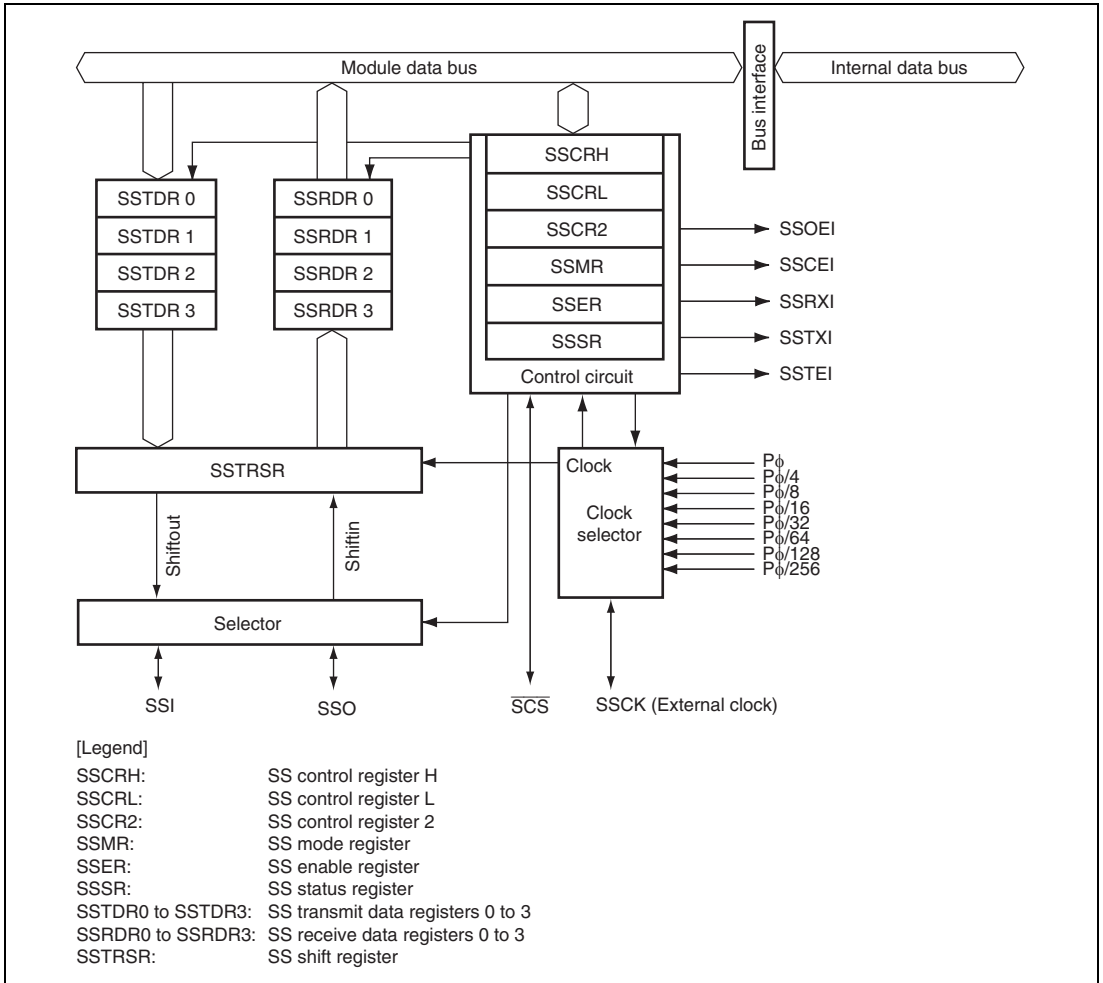 Module data bus
Bus interface
Internal data bus
SSCRH
SSCRL
SSCR2
SSMR
SSER
SSSR
Control circuit
SSTDR 0
SSTDR 1
SSTDR 2
SSTDR 3
SSRDR 0
SSRDR 1
SSRDR 2
SSRDR 3
SSOEI
SSCEI
SSRXI
SSTXI
SSTEI
SSTRSR
Clock
Clock
selector
Pϕ
Pϕ/4
Pϕ/8
Pϕ/16
Pϕ/32
Pϕ/64
Pϕ/128
Pϕ/256
Shiftout
Shiftin
Selector
SSI
SSO
SCS
SSCK (External clock)
[Legend]
SSCRH: SS control register H
SSCRL: SS control register L
SSCR2: SS control register 2
SSMR: SS mode register
SSER: SS enable register
SSSR: SS status register
SSTDR0 to SSTDR3: SS transmit data registers 0 to 3
SSRDR0 to SSRDR3: SS receive data registers 0 to 3
SSTRSR: SS shift register